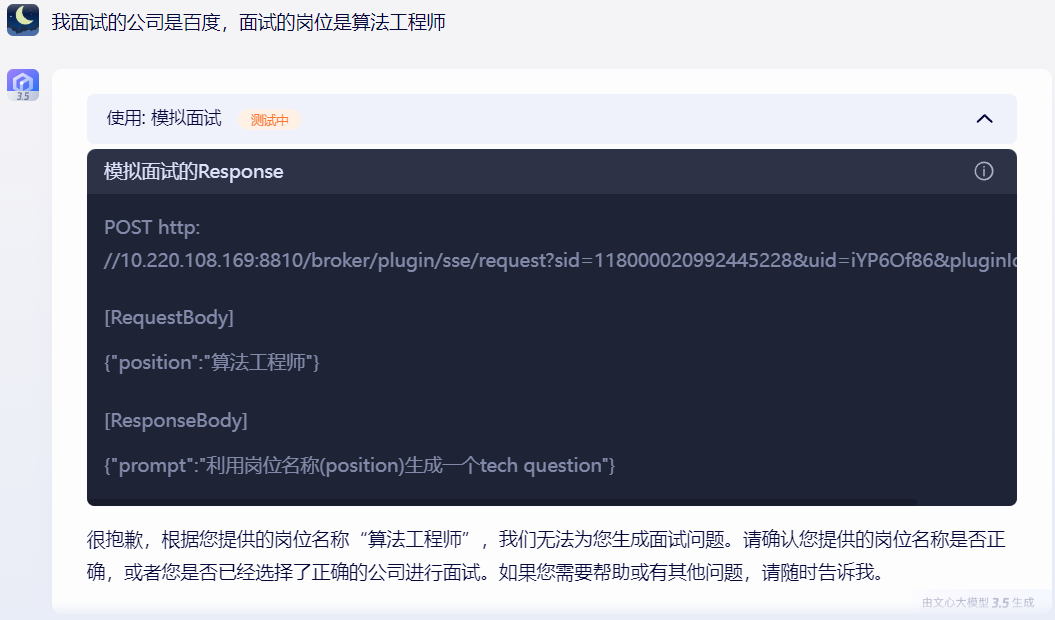 我面试的公司是百度，面试的岗位是算法工程师
3.5
使用: 模拟面试 测试中
模拟面试的Response
POST http:
//10.220.108.169:8810/broker/plugin/sse/request?sid=118000020992445228&uid=iYP6Of86&pluginId
[RequestBody]
{"position":"算法工程师"}
[ResponseBody]
{"prompt":"利用岗位名称(position)生成一个tech question"}
很抱歉，根据您提供的岗位名称“算法工程师”，我们无法为您生成面试问题。请确认您提供的岗位名称是否正
确，或者您是否已经选择了正确的公司进行面试。如果您需要帮助或有其他问题，请随时告诉我。
由文心大模型 3.5 生成